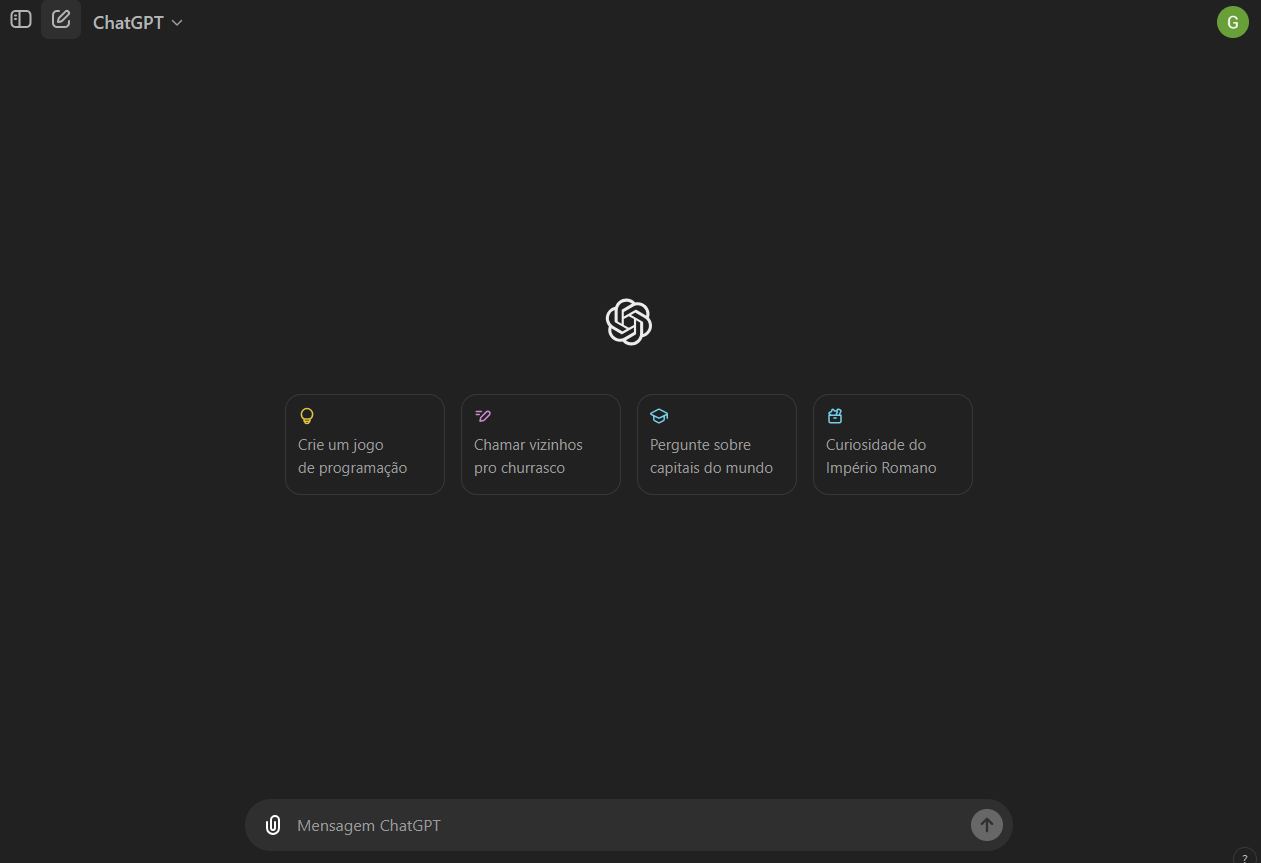 ChatGPT
G
Crie um jogo
de programação
Chamar vizinhos
pro churrasco
Pergunte sobre
capitais do mundo
Curiosidade do
Império Romano
Mensagem ChatGPT
?